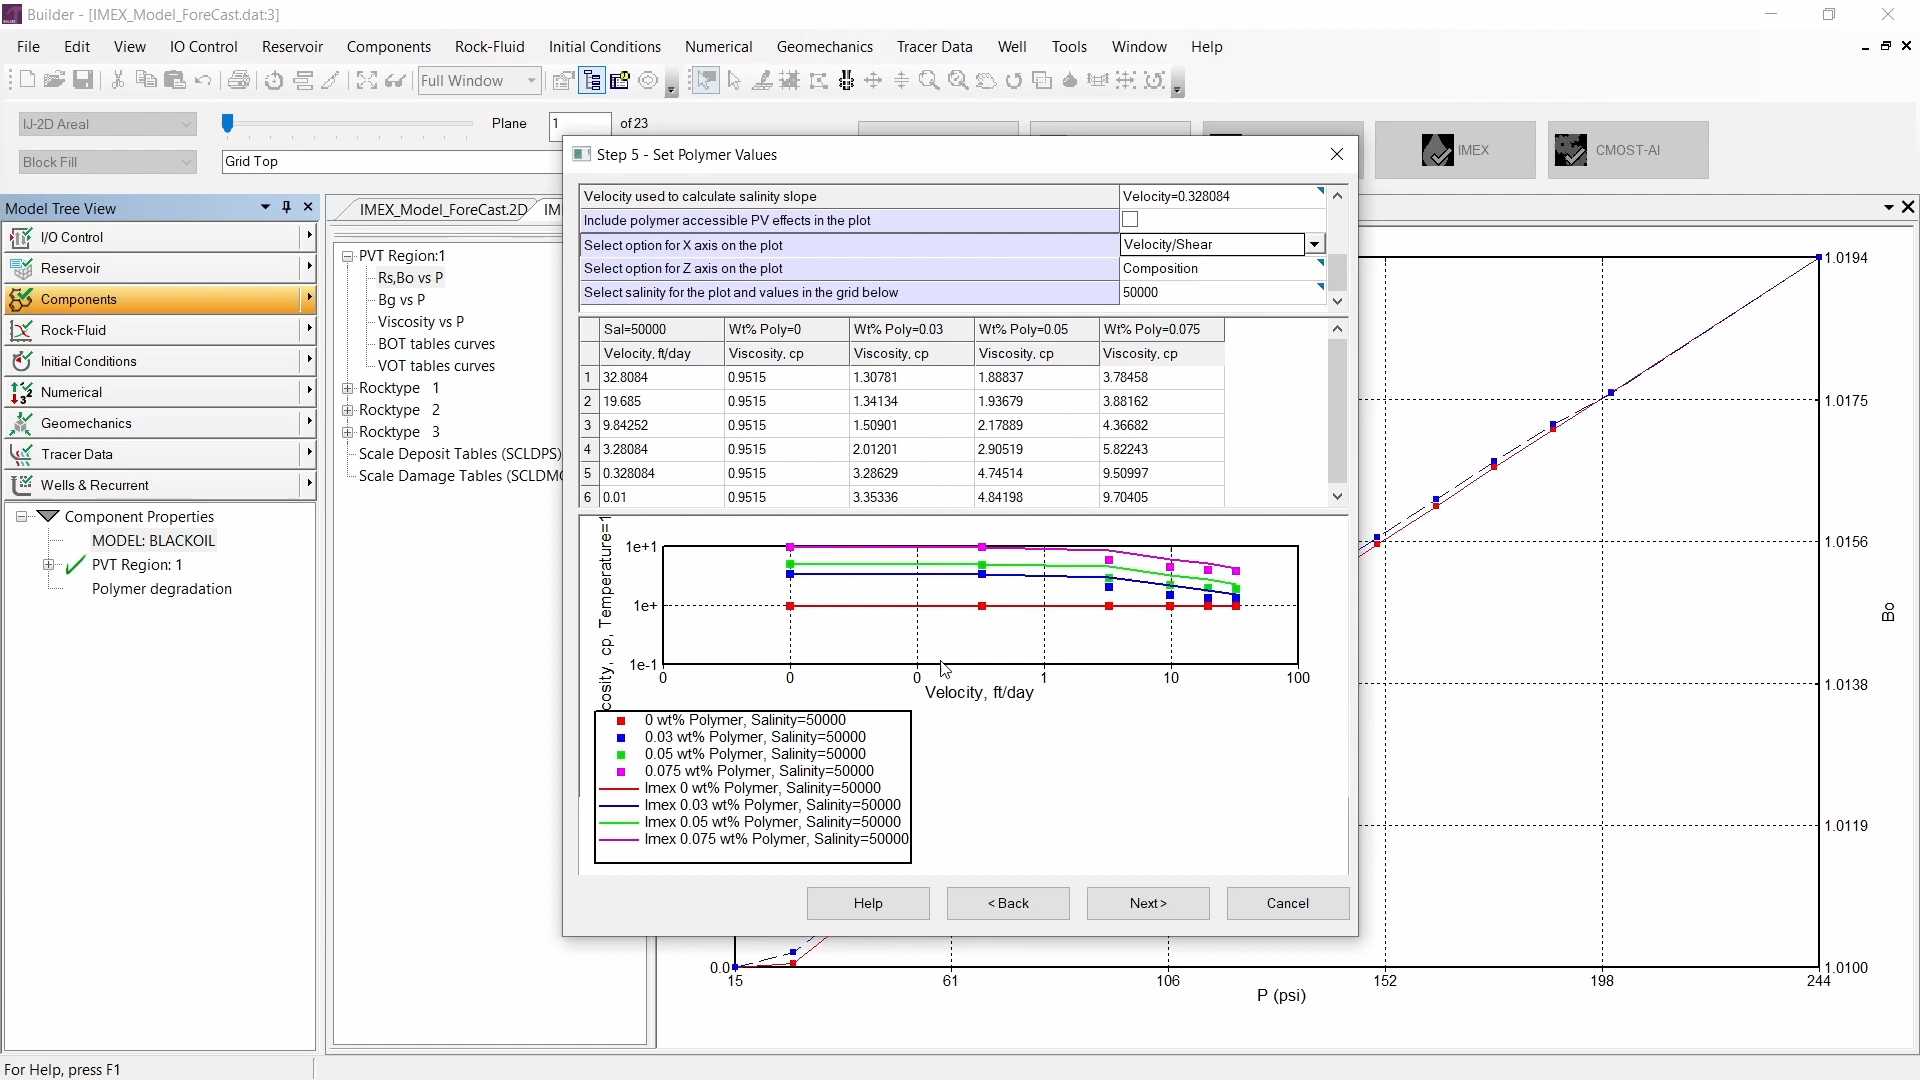 Builder - [IMEX_Model_ForeCast.dat:3]
File Edit View IO Control Reservoir Components Rock-Fluid Initial Conditions Numerical Geomechanics Tracer Data Well Tools Window Help
Full Window
IJ-2D Areal
Plane 1 of 23
Block Fill
Grid Top
IMEX
CMOST-AI
Model Tree View
I/O Control
Reservoir
Components
Rock-Fluid
Initial Conditions
Numerical
Geomechanics
Tracer Data
Wells & Recurrent
Component Properties
MODEL: BLACKOIL
PVT Region: 1
Polymer degradation
IMEX_Model_ForeCast.2D
IM
PVT Region:1
Rs,Bo vs P
Bg vs P
Viscosity vs P
BOT tables curves
VOT tables curves
Rocktype 1
Rocktype 2
Rocktype 3
Scale Deposit Tables (SCLDPS)
Scale Damage Tables (SCLDM
Step 5 - Set Polymer Values
Velocity used to calculate salinity slope Velocity=0.328084
Include polymer accessible PV effects in the plot
Select option for X axis on the plot Velocity/Shear
Select option for Z axis on the plot Composition
Select salinity for the plot and values in the grid below 50000
Sal=50000 Wt% Poly=0 Wt% Poly=0.03 Wt% Poly=0.05 Wt% Poly=0.075
Velocity, ft/day Viscosity, cp Viscosity, cp Viscosity, cp Viscosity, cp
1 32.8084 0.9515 1.30781 1.88837 3.78458
2 19.685 0.9515 1.34134 1.93679 3.88162
3 9.84252 0.9515 1.50901 2.17889 4.36682
4 3.28084 0.9515 2.01201 2.90519 5.82243
5 0.328084 0.9515 3.28629 4.74514 9.50997
6 0.01 0.9515 3.35336 4.84198 9.70405
cosity, cp, Temperature=1
1e+1
1e+
1e-1
0 0 0 1 10 100
Velocity, ft/day
0 wt% Polymer, Salinity=50000
0.03 wt% Polymer, Salinity=50000
0.05 wt% Polymer, Salinity=50000
0.075 wt% Polymer, Salinity=50000
Imex 0 wt% Polymer, Salinity=50000
Imex 0.03 wt% Polymer, Salinity=50000
Imex 0.05 wt% Polymer, Salinity=50000
Imex 0.075 wt% Polymer, Salinity=50000
Help < Back Next > Cancel
1.0194
1.0175
1.0156
Bo
1.0138
1.0119
0.0 1.0100
15 61 106 152 198 244
P (psi)
For Help, press F1